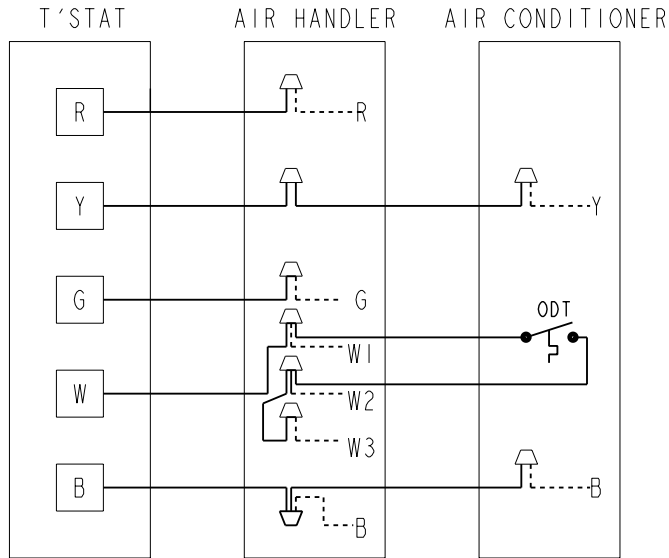 T'STAT AIR HANDLER AIR CONDITIONER
R R
Y Y
G G
ODT
W1
W W2
W3
B B
B